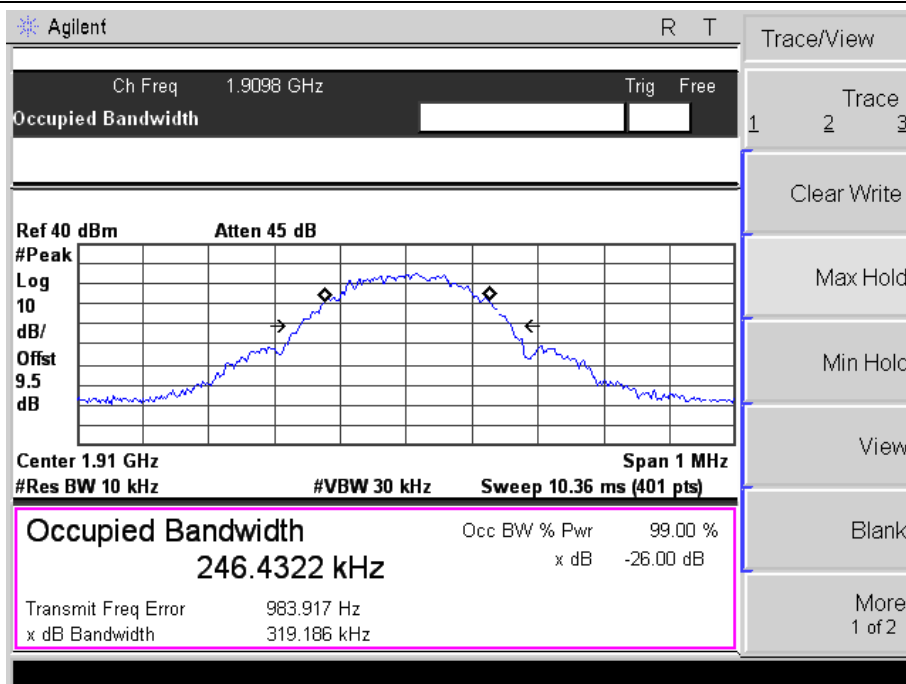 Agilent R T
Trace/View
Ch Freq 1.9098 GHz Trig Free
Occupied Bandwidth
Trace
1 2 3
Clear Write
Ref 40 dBm Atten 45 dB
#Peak
Log
10
dB/
Offst
9.5
dB
Max Hold
Min Hold
Center 1.91 GHz Span 1 MHz
#Res BW 10 kHz #VBW 30 kHz Sweep 10.36 ms (401 pts)
View
Occupied Bandwidth
246.4322 kHz
Occ BW % Pwr 99.00 %
x dB -26.00 dB
Transmit Freq Error 983.917 Hz
x dB Bandwidth 319.186 kHz
Blank
More
1 of 2